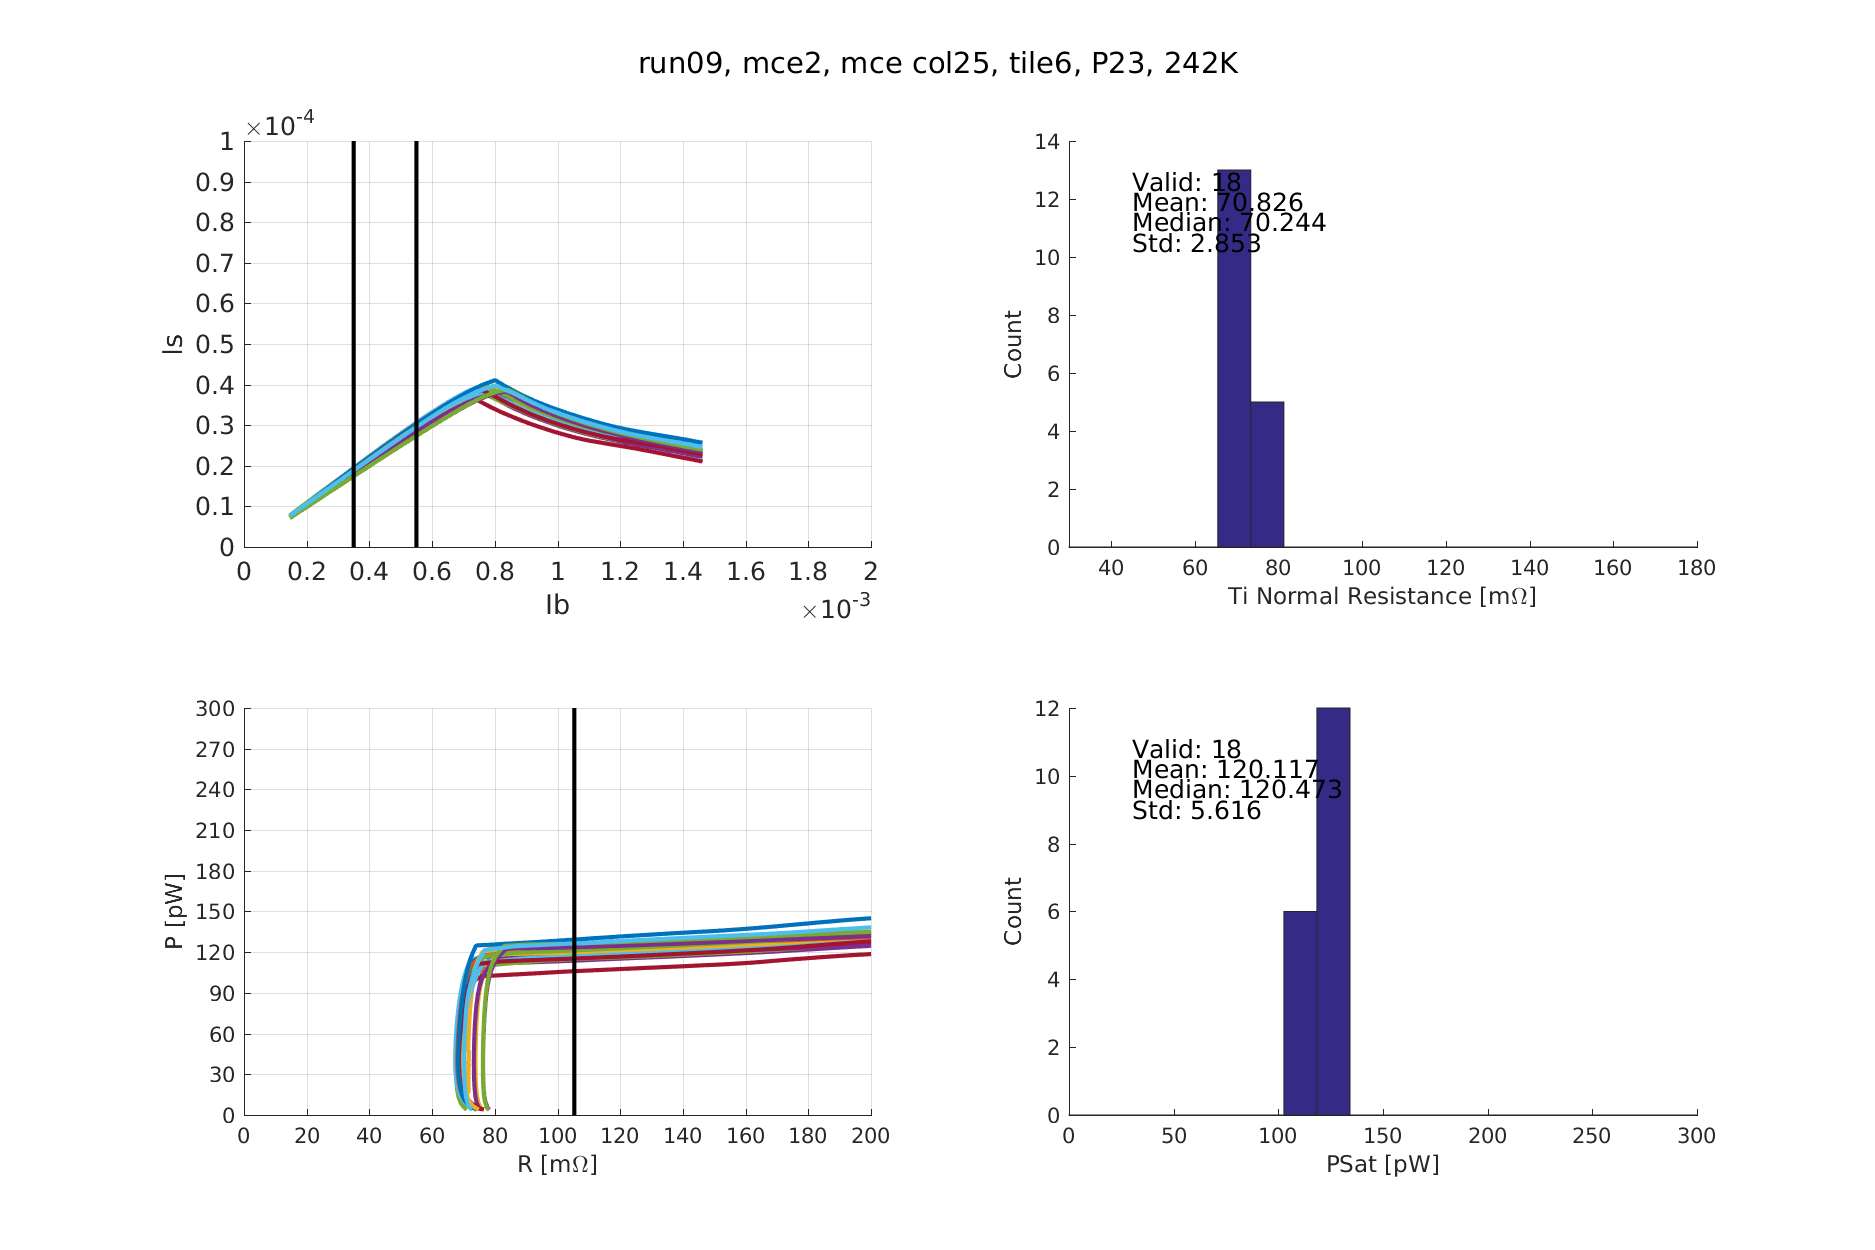 run09, mce2, mce col25, tile6, P23, 242K
×10-4
1
0.9
0.8
0.7
0.6
0.5
0.4
0.3
0.2
0.1
0
Is
0 0.2 0.4 0.6 0.8 1 1.2 1.4 1.6 1.8 2
Ib
×10-3
14
12
10
8
6
4
2
0
Count
Valid: 18
Mean: 70.826
Median: 70.244
Std: 2.853
40 60 80 100 120 140 160 180
Ti Normal Resistance [mΩ]
300
270
240
210
180
150
120
90
60
30
0
P [pW]
0 20 40 60 80 100 120 140 160 180 200
R [mΩ]
12
10
8
6
4
2
0
Count
Valid: 18
Mean: 120.117
Median: 120.473
Std: 5.616
0 50 100 150 200 250 300
PSat [pW]